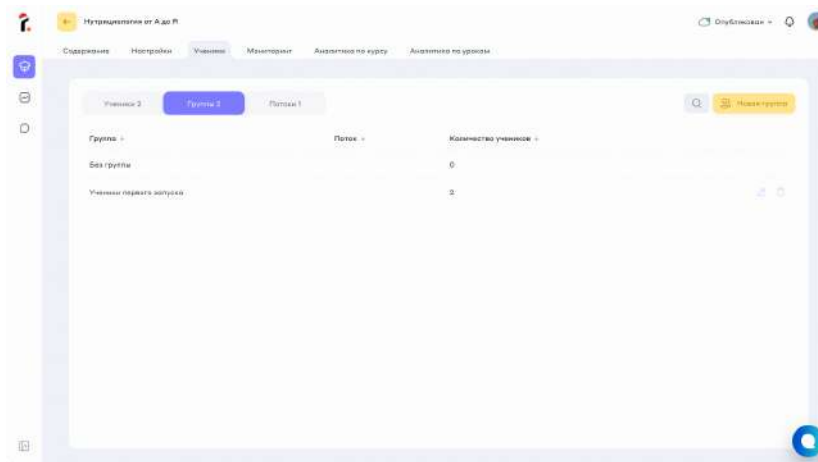 Нутрициология от А до Я
Опубликован
Содержание Настройки Ученики Мониторинг Аналитика по курсу Аналитика по урокам
Ученики 2 Группы 2 Потоки 1 Новая группа
Группа Поток Количество учеников
Без группы 0
Ученики первого запуска 2